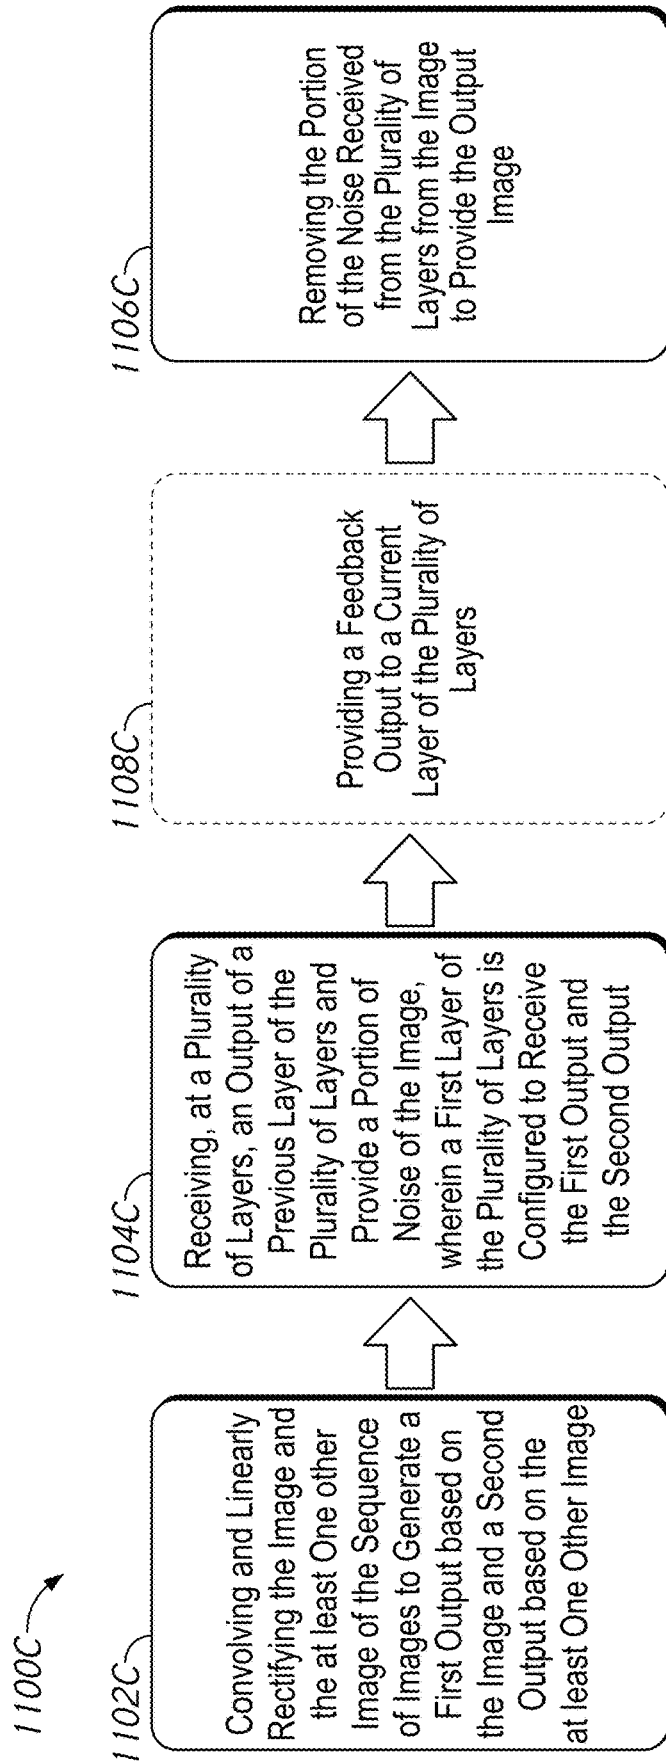 1100C
1102C
Convolving and Linearly
Rectifying the Image and
the at least One other
Image of the Sequence
of Images to Generate a
First Output based on
the Image and a Second
Output based on the
at least One Other Image
1104C
Receiving, at a Plurality
of Layers, an Output of a
Previous Layer of the
Plurality of Layers and
Provide a Portion of
Noise of the Image,
wherein a First Layer of
the Plurality of Layers is
Configured to Receive
the First Output and
the Second Output
1108C
Providing a Feedback
Output to a Current
Layer of the Plurality of
Layers
1106C
Removing the Portion
of the Noise Received
from the Plurality of
Layers from the Image
to Provide the Output
Image